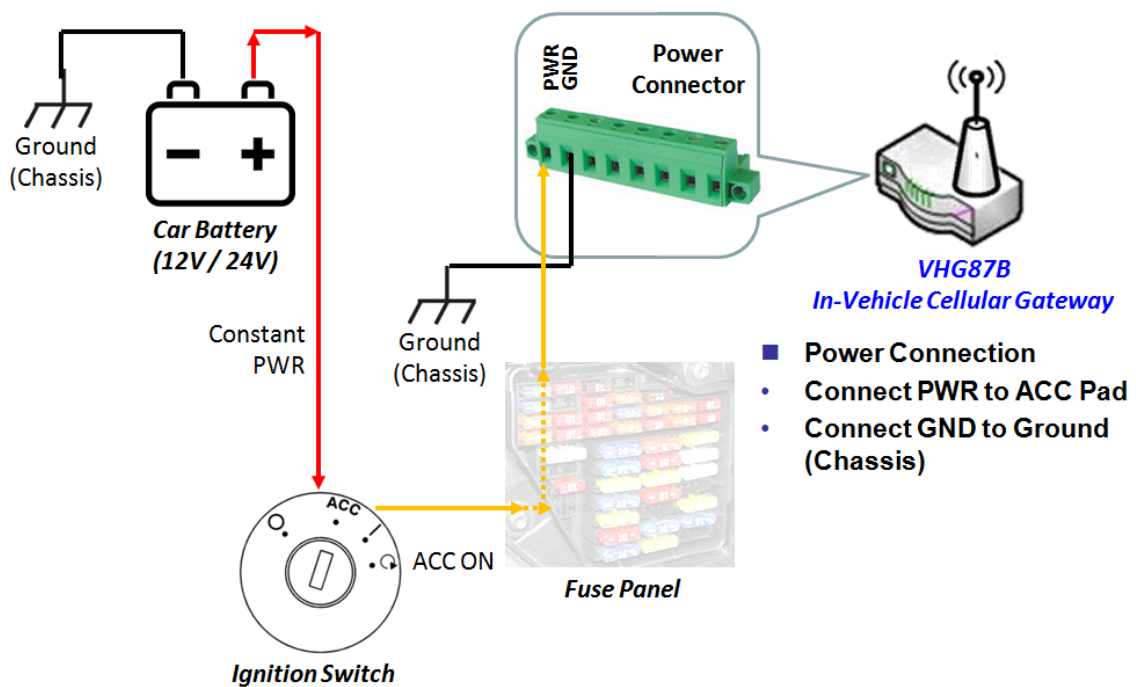 PWR
GND
Power
Connector
Ground
(Chassis)
Car Battery
(12V / 24V)
VHG87B
In-Vehicle Cellular Gateway
Constant
PWR
Ground
(Chassis)
■ Power Connection
• Connect PWR to ACC Pad
• Connect GND to Ground
(Chassis)
ACC
ACC ON
Fuse Panel
Ignition Switch